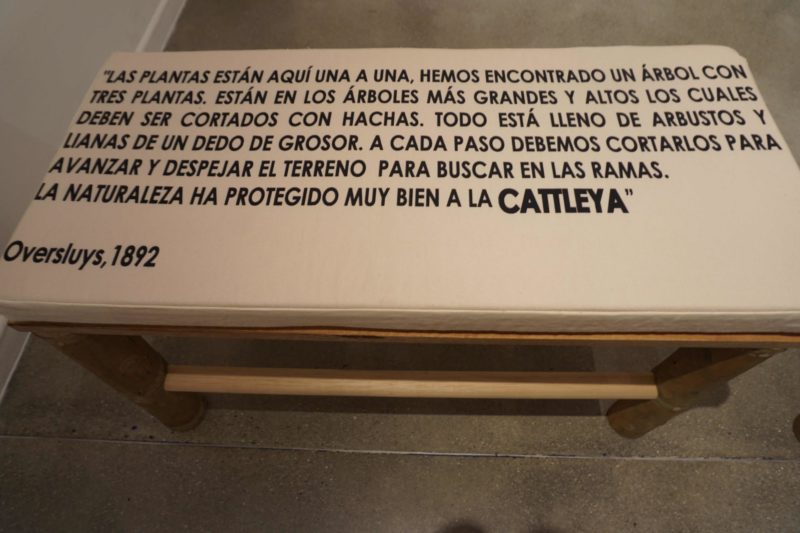 "LAS PLANTAS ESTÁN AQUÍ UNA A UNA, HEMOS ENCONTRADO UN ÁRBOL CON
TRES PLANTAS. ESTÁN EN LOS ÁRBOLES MÁS GRANDES Y ALTOS LOS CUALES
DEBEN SER CORTADOS CON HACHAS. TODO ESTÁ LLENO DE ARBUSTOS Y
LIANAS DE UN DEDO DE GROSOR. A CADA PASO DEBEMOS CORTARLOS PARA
AVANZAR Y DESPEJAR EL TERRENO PARA BUSCAR EN LAS RAMAS.
LA NATURALEZA HA PROTEGIDO MUY BIEN A LA CATTLEYA"
Oversluys,1892